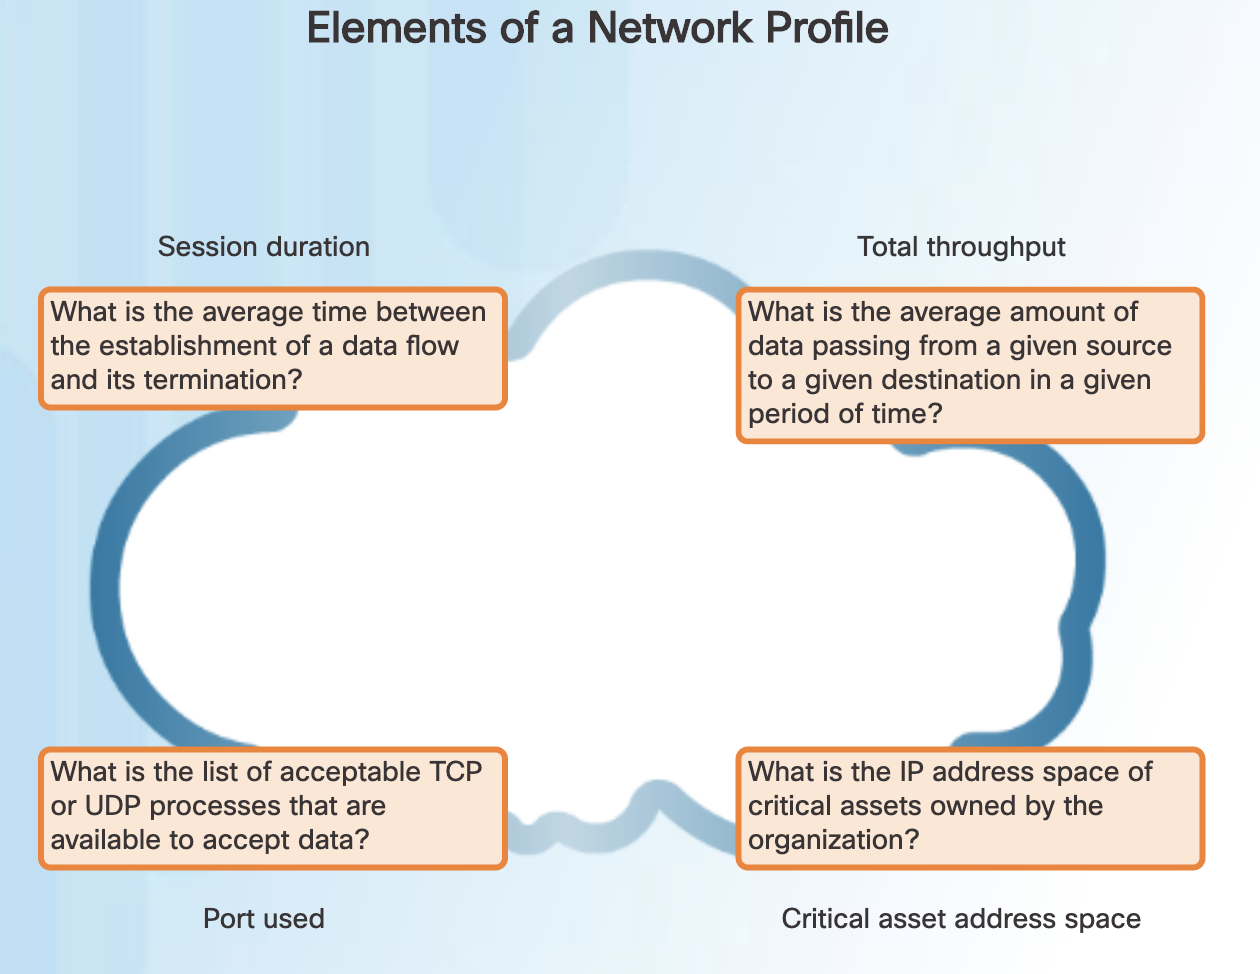 Elements of a Network Profile
Session duration
What is the average time between
the establishment of a data flow
and its termination?
Total throughput
What is the average amount of
data passing from a given source
to a given destination in a given
period of time?
What is the list of acceptable TCP
or UDP processes that are
available to accept data?
Port used
What is the IP address space of
critical assets owned by the
organization?
Critical asset address space